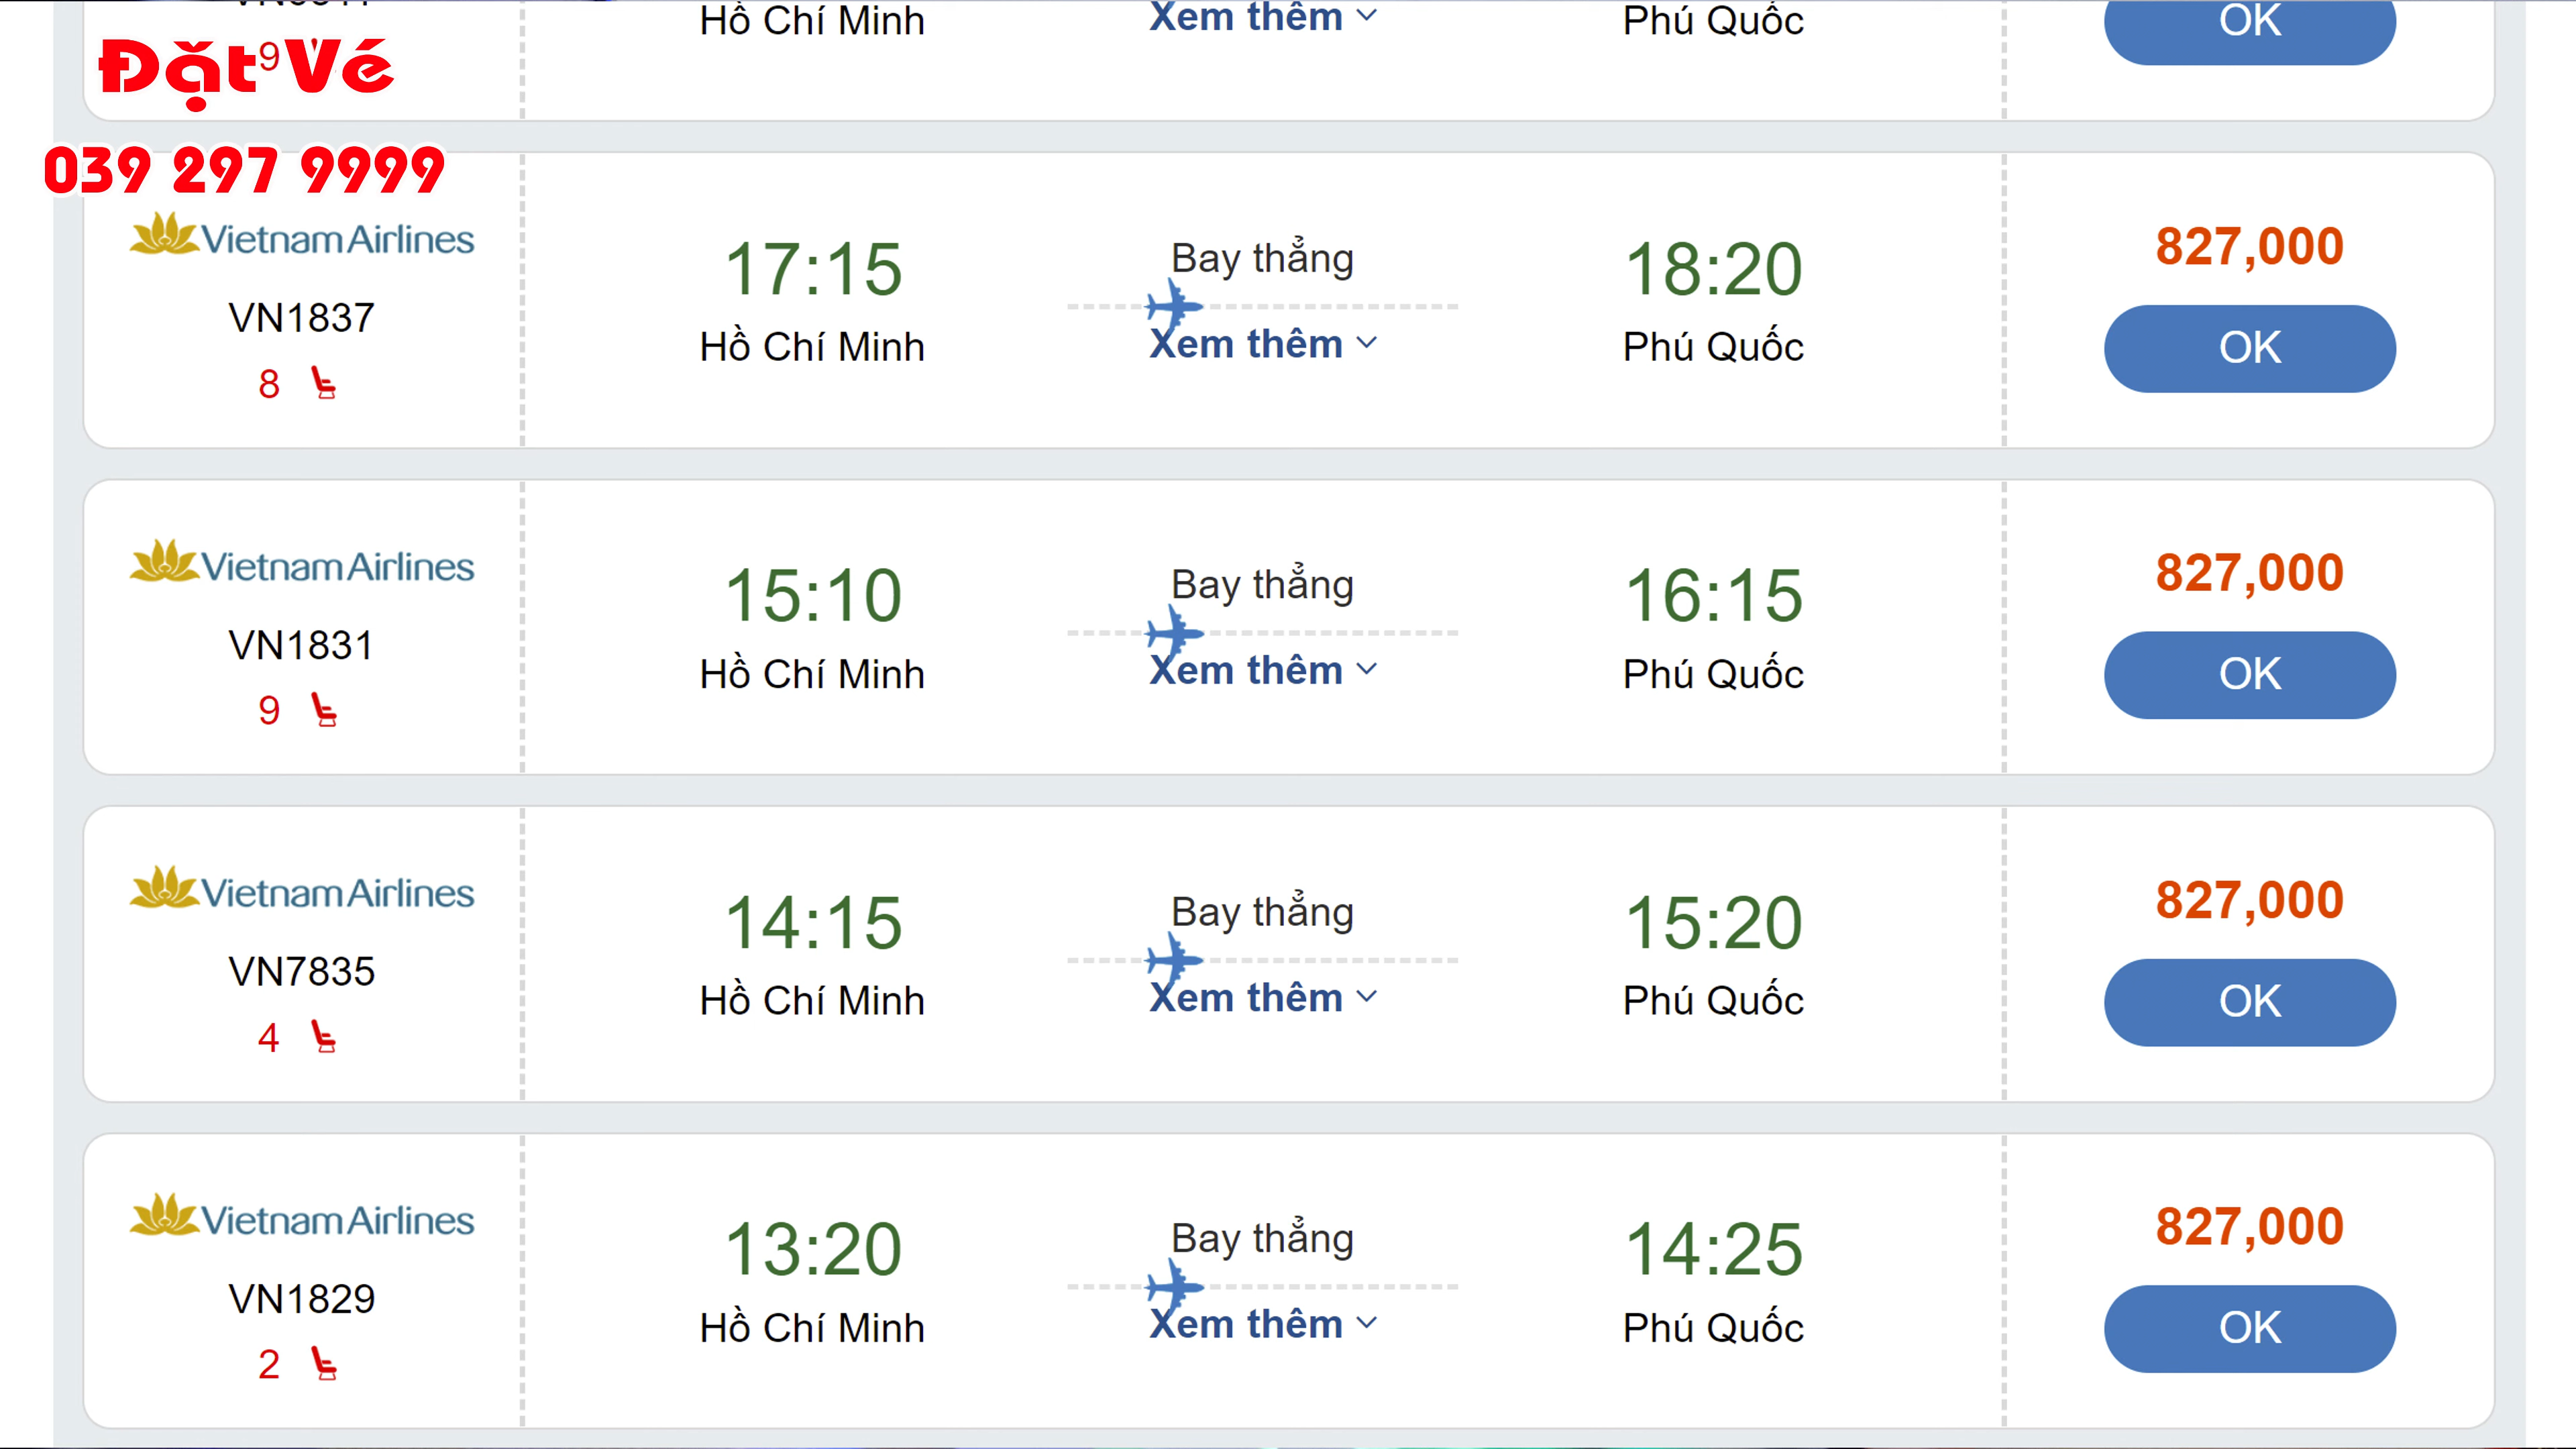 Hồ Chí Minh Xem thêm Phú Quốc OK
Đặt Vé
9
039 297 9999
VietnamAirlines
VN1837
8
17:15
Hồ Chí Minh
Bay thẳng
Xem thêm
18:20
Phú Quốc
827,000
OK
VietnamAirlines
VN1831
9
15:10
Hồ Chí Minh
Bay thẳng
Xem thêm
16:15
Phú Quốc
827,000
OK
VietnamAirlines
VN7835
4
14:15
Hồ Chí Minh
Bay thẳng
Xem thêm
15:20
Phú Quốc
827,000
OK
VietnamAirlines
VN1829
2
13:20
Hồ Chí Minh
Bay thẳng
Xem thêm
14:25
Phú Quốc
827,000
OK